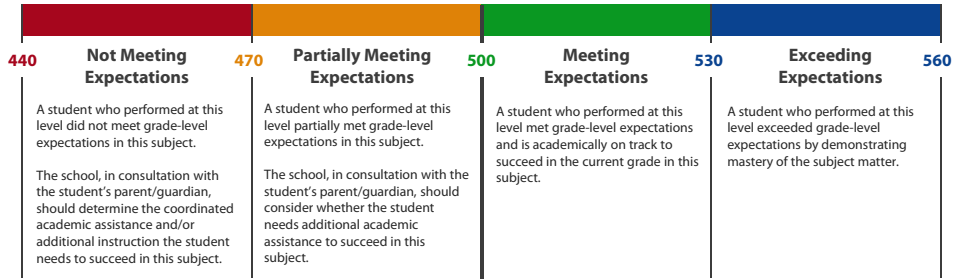 440
Not Meeting
Expectations
A student who performed at this
level did not meet grade-level
expectations in this subject.
The school, in consultation with
the student's parent/guardian,
should determine the coordinated
academic assistance and/or
additional instruction the student
needs to succeed in this subject.
470
Partially Meeting
Expectations
A student who performed at this
level partially met grade-level
expectations in this subject.
The school, in consultation with the
student's parent/guardian, should
consider whether the student
needs additional academic
assistance to succeed in this
subject.
500
Meeting
Expectations
A student who performed at this
level met grade-level expectations
and is academically on track to
succeed in the current grade in this
subject.
530
Exceeding
Expectations
A student who performed at this
level exceeded grade-level
expectations by demonstrating
mastery of the subject matter.
560